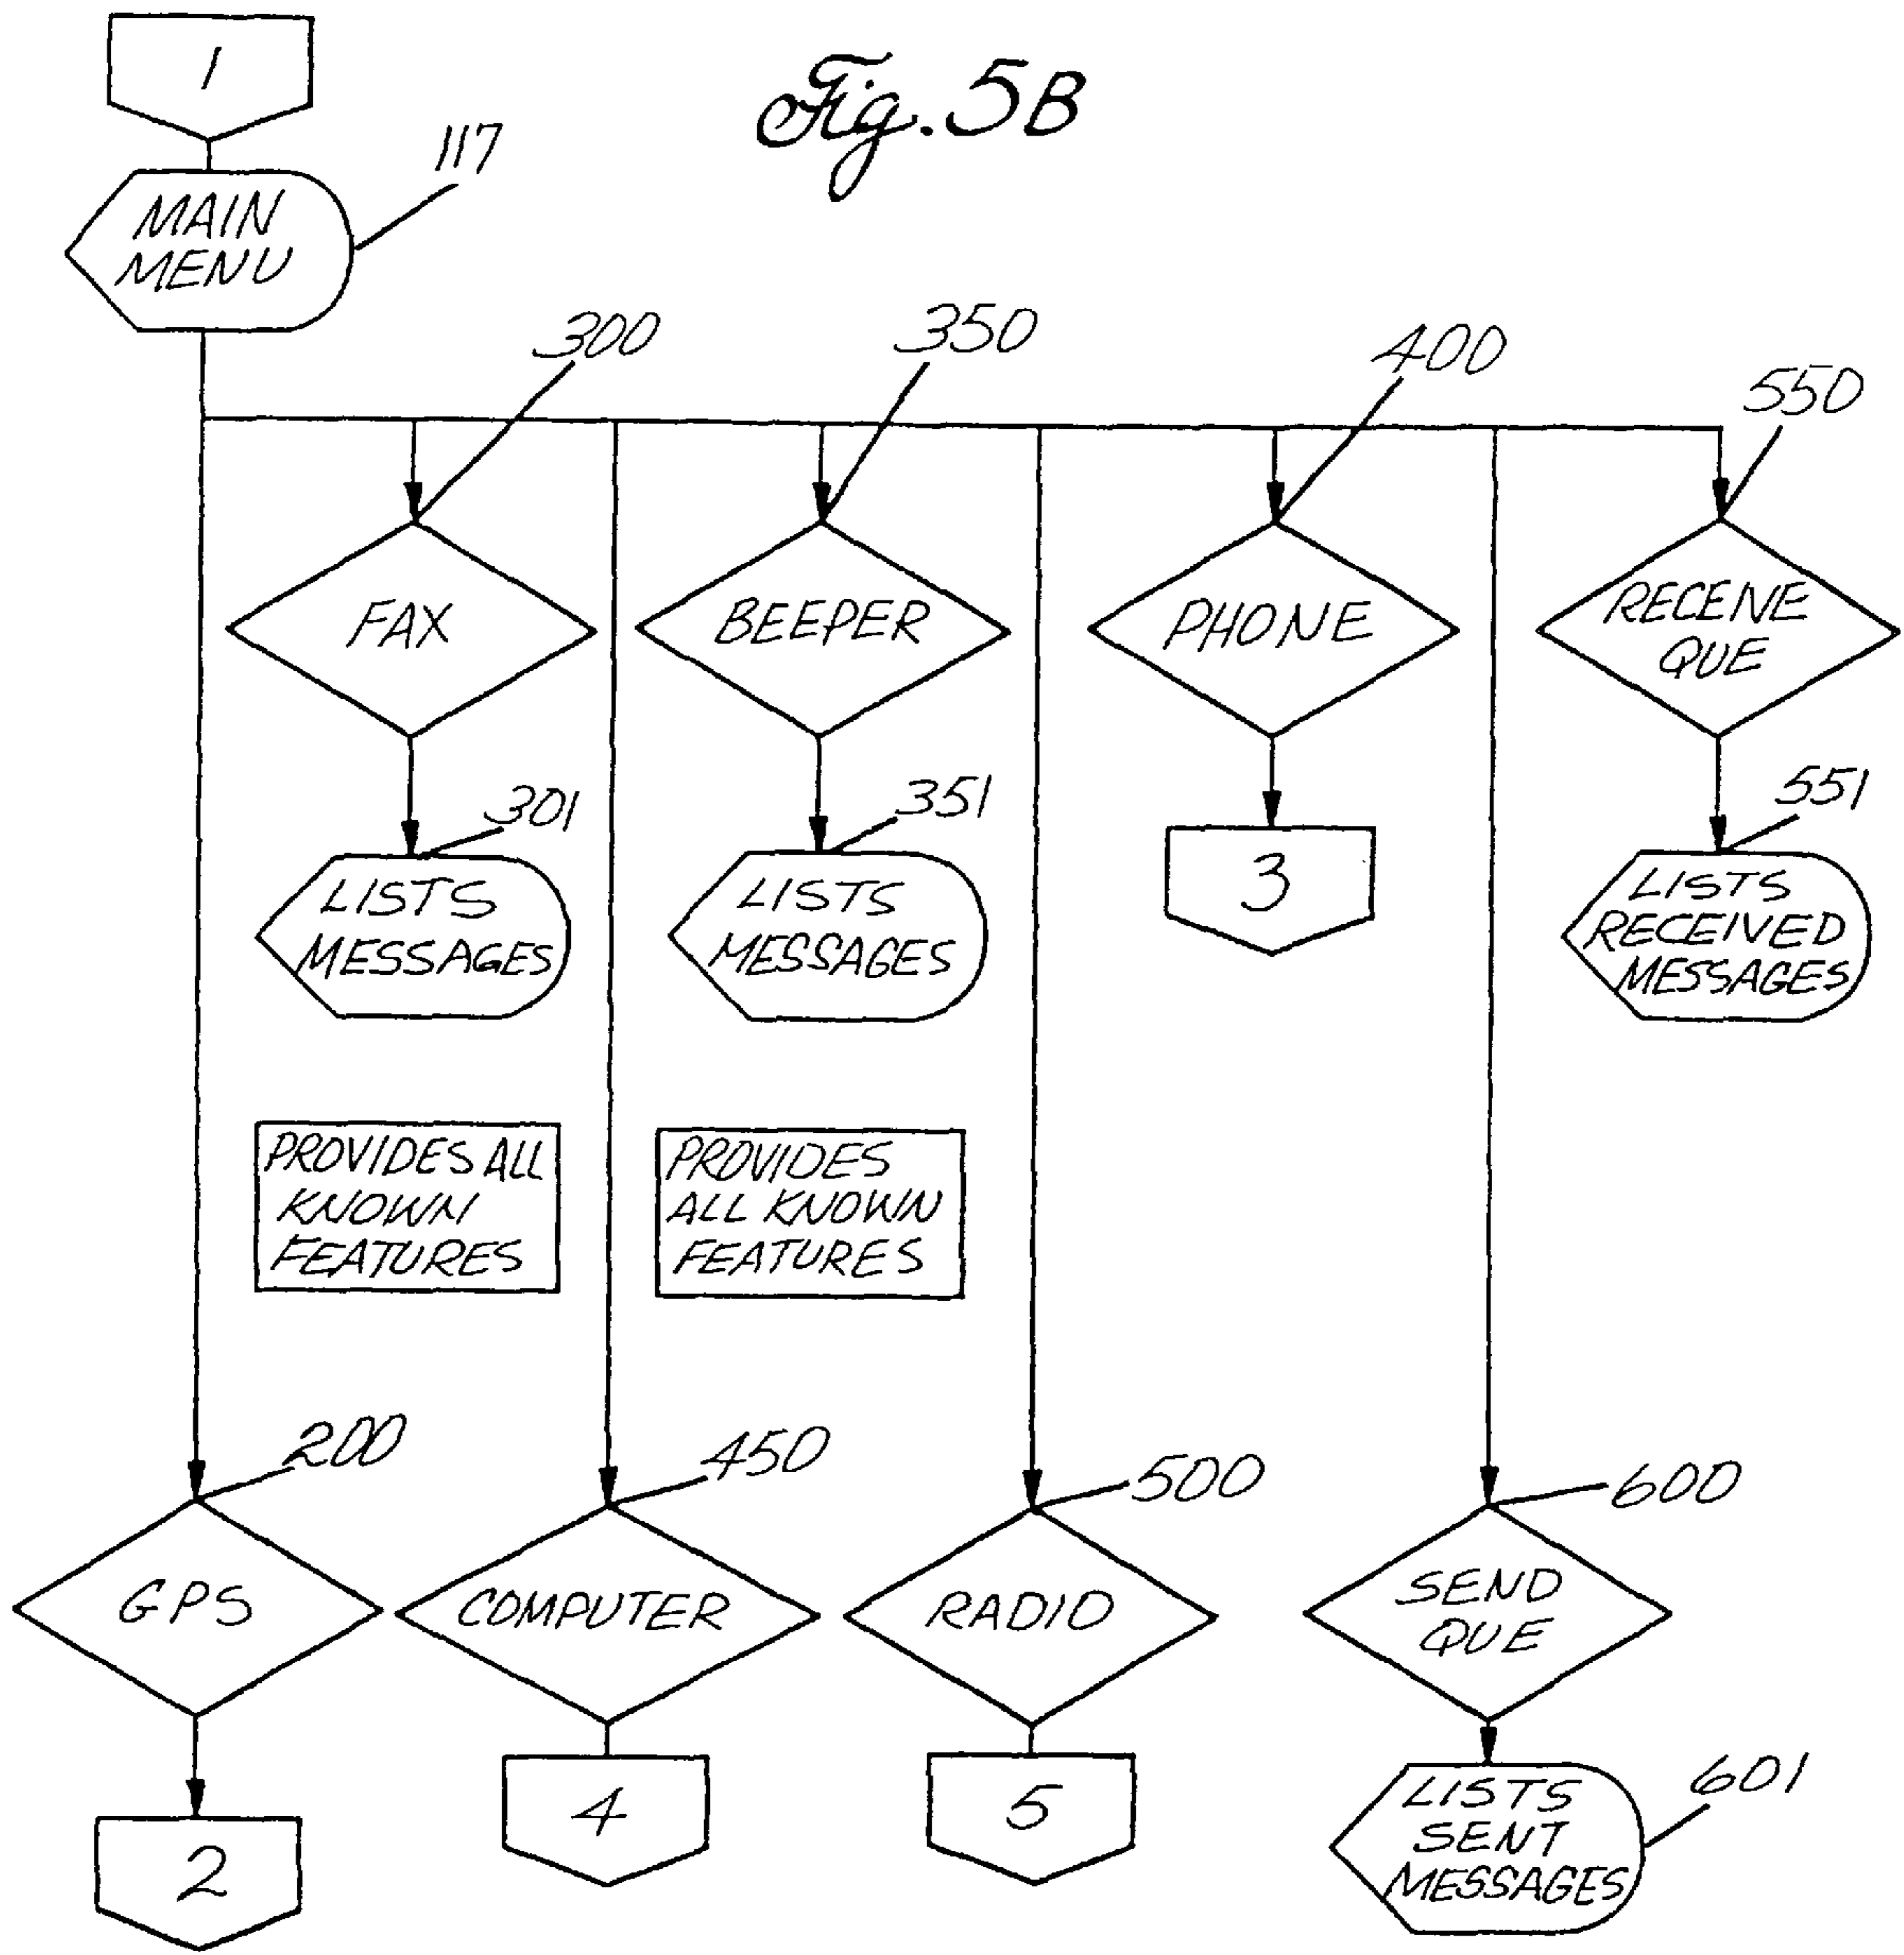 1
Fig. 5B
117
MAIN
MENU
300
350
400
550
FAX
BEEPER
PHONE
RECEIVE
QUE
301
351
551
LISTS
MESSAGES
LISTS
MESSAGES
3
LISTS
RECEIVED
MESSAGES
PROVIDES ALL
KNOWN
FEATURES
PROVIDES
ALL KNOWN
FEATURES
200
450
500
600
GPS
COMPUTER
RADIO
SEND
QUE
2
4
5
601
LISTS
SENT
MESSAGES